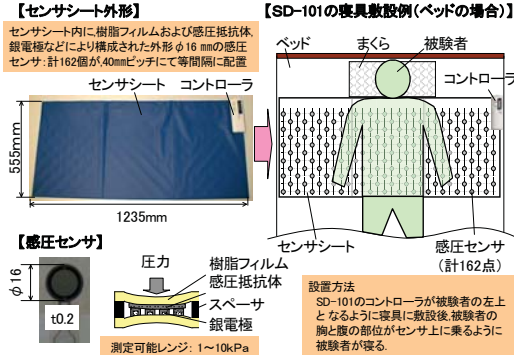 【センサシート外形】
センサシート内に,樹脂フィルムおよび感圧抵抗体,
銀電極などにより構成された外形φ16 mmの感圧
センサ:計162個が,40mmピッチにて等間隔に配置
センサシート
コントローラ
555mm
1235mm
【感圧センサ】
φ16
t0.2
圧力
樹脂フィルム
感圧抵抗体
スペーサ
銀電極
測定可能レンジ: 1~10kPa
【SD-101の寝具敷設例(ベッドの場合)】
ベッド
まくら
被験者
コントローラ
センサシート
感圧センサ
(計162点)
設置方法
SD-101のコントローラが被験者の左上
と なるように寝具に敷設後,被験者の
胸と腹の部位がセンサ上に乗るように
被験者が寝る.